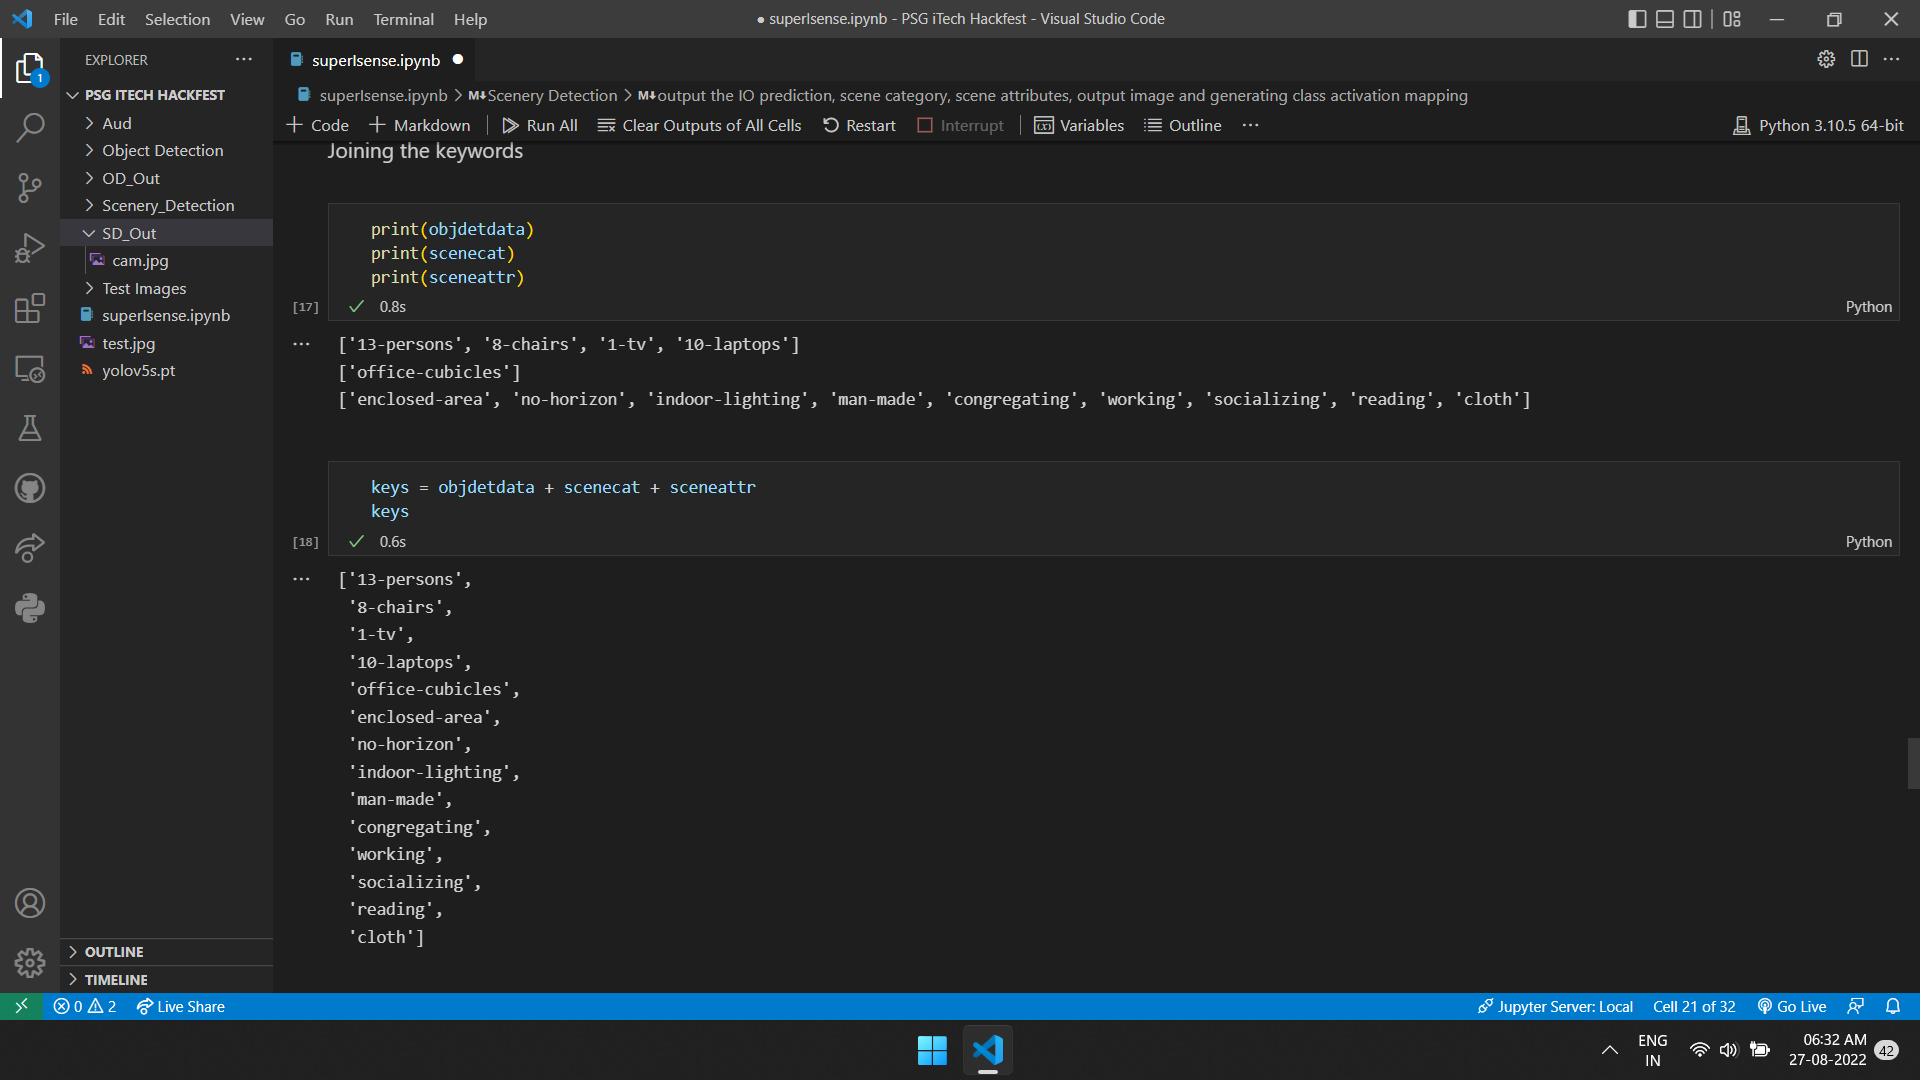 File Edit Selection View Go Run Terminal Help
● superIsense.ipynb - PSG iTech Hackfest - Visual Studio Code
EXPLORER
PSG ITECH HACKFEST
Aud
Object Detection
OD_Out
Scenery_Detection
SD_Out
cam.jpg
Test Images
superIsense.ipynb
test.jpg
yolov5s.pt
OUTLINE
TIMELINE
1
superIsense.ipynb ●
superIsense.ipynb > M↓Scenery Detection > M↓output the IO prediction, scene category, scene attributes, output image and generating class activation mapping
+ Code + Markdown Run All Clear Outputs of All Cells Restart Interrupt Variables Outline ... Python 3.10.5 64-bit
Joining the keywords
print(objdetdata)
print(scenecat)
print(sceneattr)
[17] ✓ 0.8s Python
['13-persons', '8-chairs', '1-tv', '10-laptops']
['office-cubicles']
['enclosed-area', 'no-horizon', 'indoor-lighting', 'man-made', 'congregating', 'working', 'socializing', 'reading', 'cloth']
keys = objdetdata + scenecat + sceneattr
keys
[18] ✓ 0.6s Python
['13-persons',
'8-chairs',
'1-tv',
'10-laptops',
'office-cubicles',
'enclosed-area',
'no-horizon',
'indoor-lighting',
'man-made',
'congregating',
'working',
'socializing',
'reading',
'cloth']
0 2 Live Share
Jupyter Server: Local Cell 21 of 32 Go Live
ENG
IN
06:32 AM
27-08-2022
42